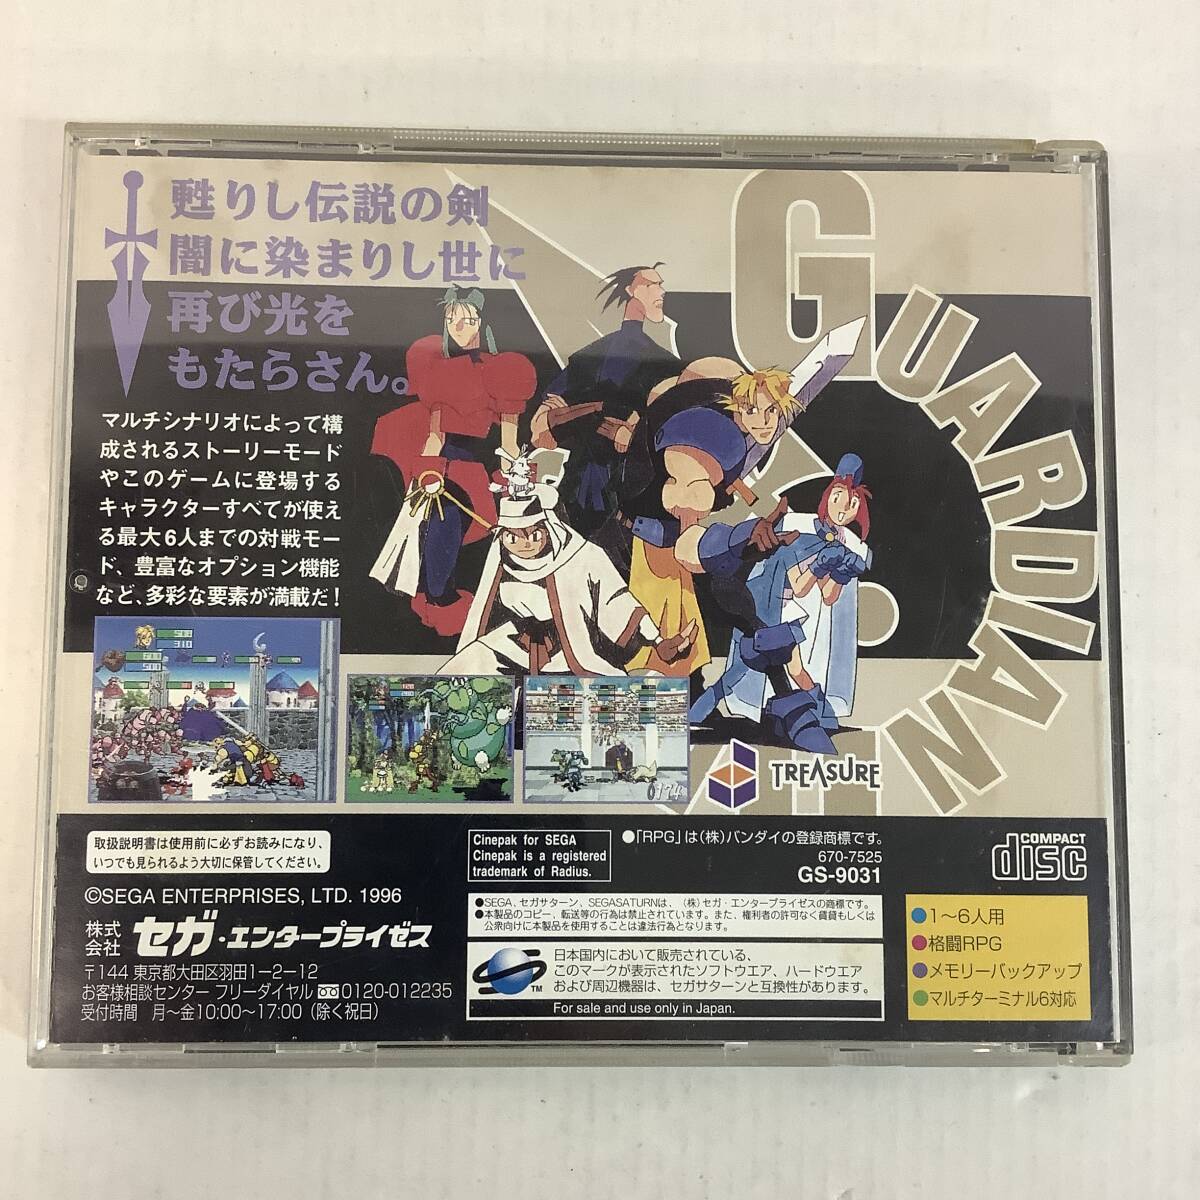 甦りし伝説の剣
闇に染まりし世に
再び光を
もたらさん。
マルチシナリオによって構
成されるストーリーモード
やこのゲームに登場する
キャラクターすべてが使え
る最大6人までの対戦モー
ド、豊富なオプション機能
など、多彩な要素が満載だ!
GUARDIAN
508
310
500
500
0174
TREASURE
取扱説明書は使用前に必ずお読みになり、
いつでも見られるよう大切に保管してください。
©SEGA ENTERPRISES, LTD. 1996
株式会社 セガ・エンタープライゼス
〒144 東京都大田区羽田1-2-12
お客様相談センター フリーダイヤル 0120-012235
受付時間 月〜金10:00〜17:00(除く祝日)
Cinepak for SEGA
Cinepak is a registered
trademark of Radius.
●「RPG」は(株)バンダイの登録商標です。
670-7525
GS-9031
●SEGA、セガサターン、SEGASATURNは、(株)セガ・エンタープライゼスの商標です。
●本製品のコピー、転送等の行為は禁止されています。また、権利者の許可なく賃貸もしくは
公衆向けに本製品を使用することは違法行為となります。
TM
日本国内において販売されている、
このマークが表示されたソフトウエア、ハードウエア
および周辺機器は、セガサターンと互換性があります。
For sale and use only in Japan.
COMPACT
disc
●1〜6人用
●格闘RPG
●メモリーバックアップ
●マルチターミナル6対応